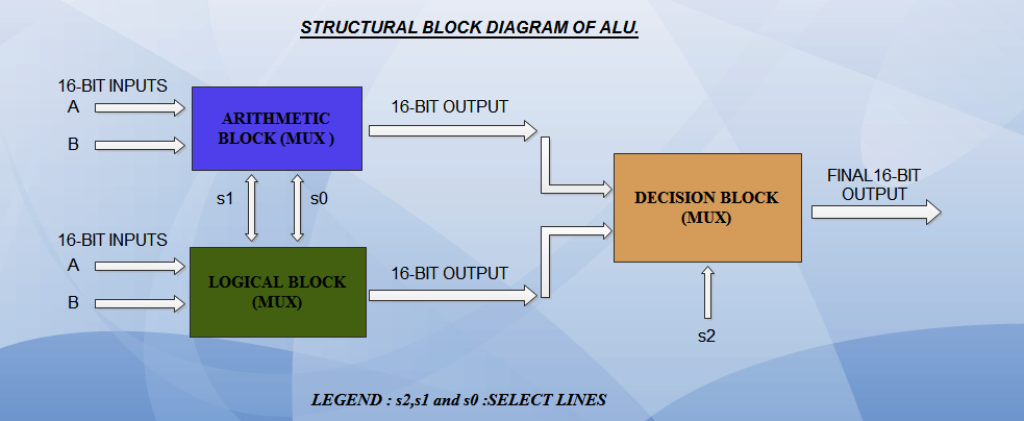 STRUCTURAL BLOCK DIAGRAM OF ALU.
16-BIT INPUTS
A
B
ARITHMETIC
BLOCK (MUX )
16-BIT OUTPUT
s1
s0
16-BIT INPUTS
A
B
LOGICAL BLOCK
(MUX)
16-BIT OUTPUT
DECISION BLOCK
(MUX)
s2
FINAL16-BIT
OUTPUT
LEGEND : s2,s1 and s0 :SELECT LINES